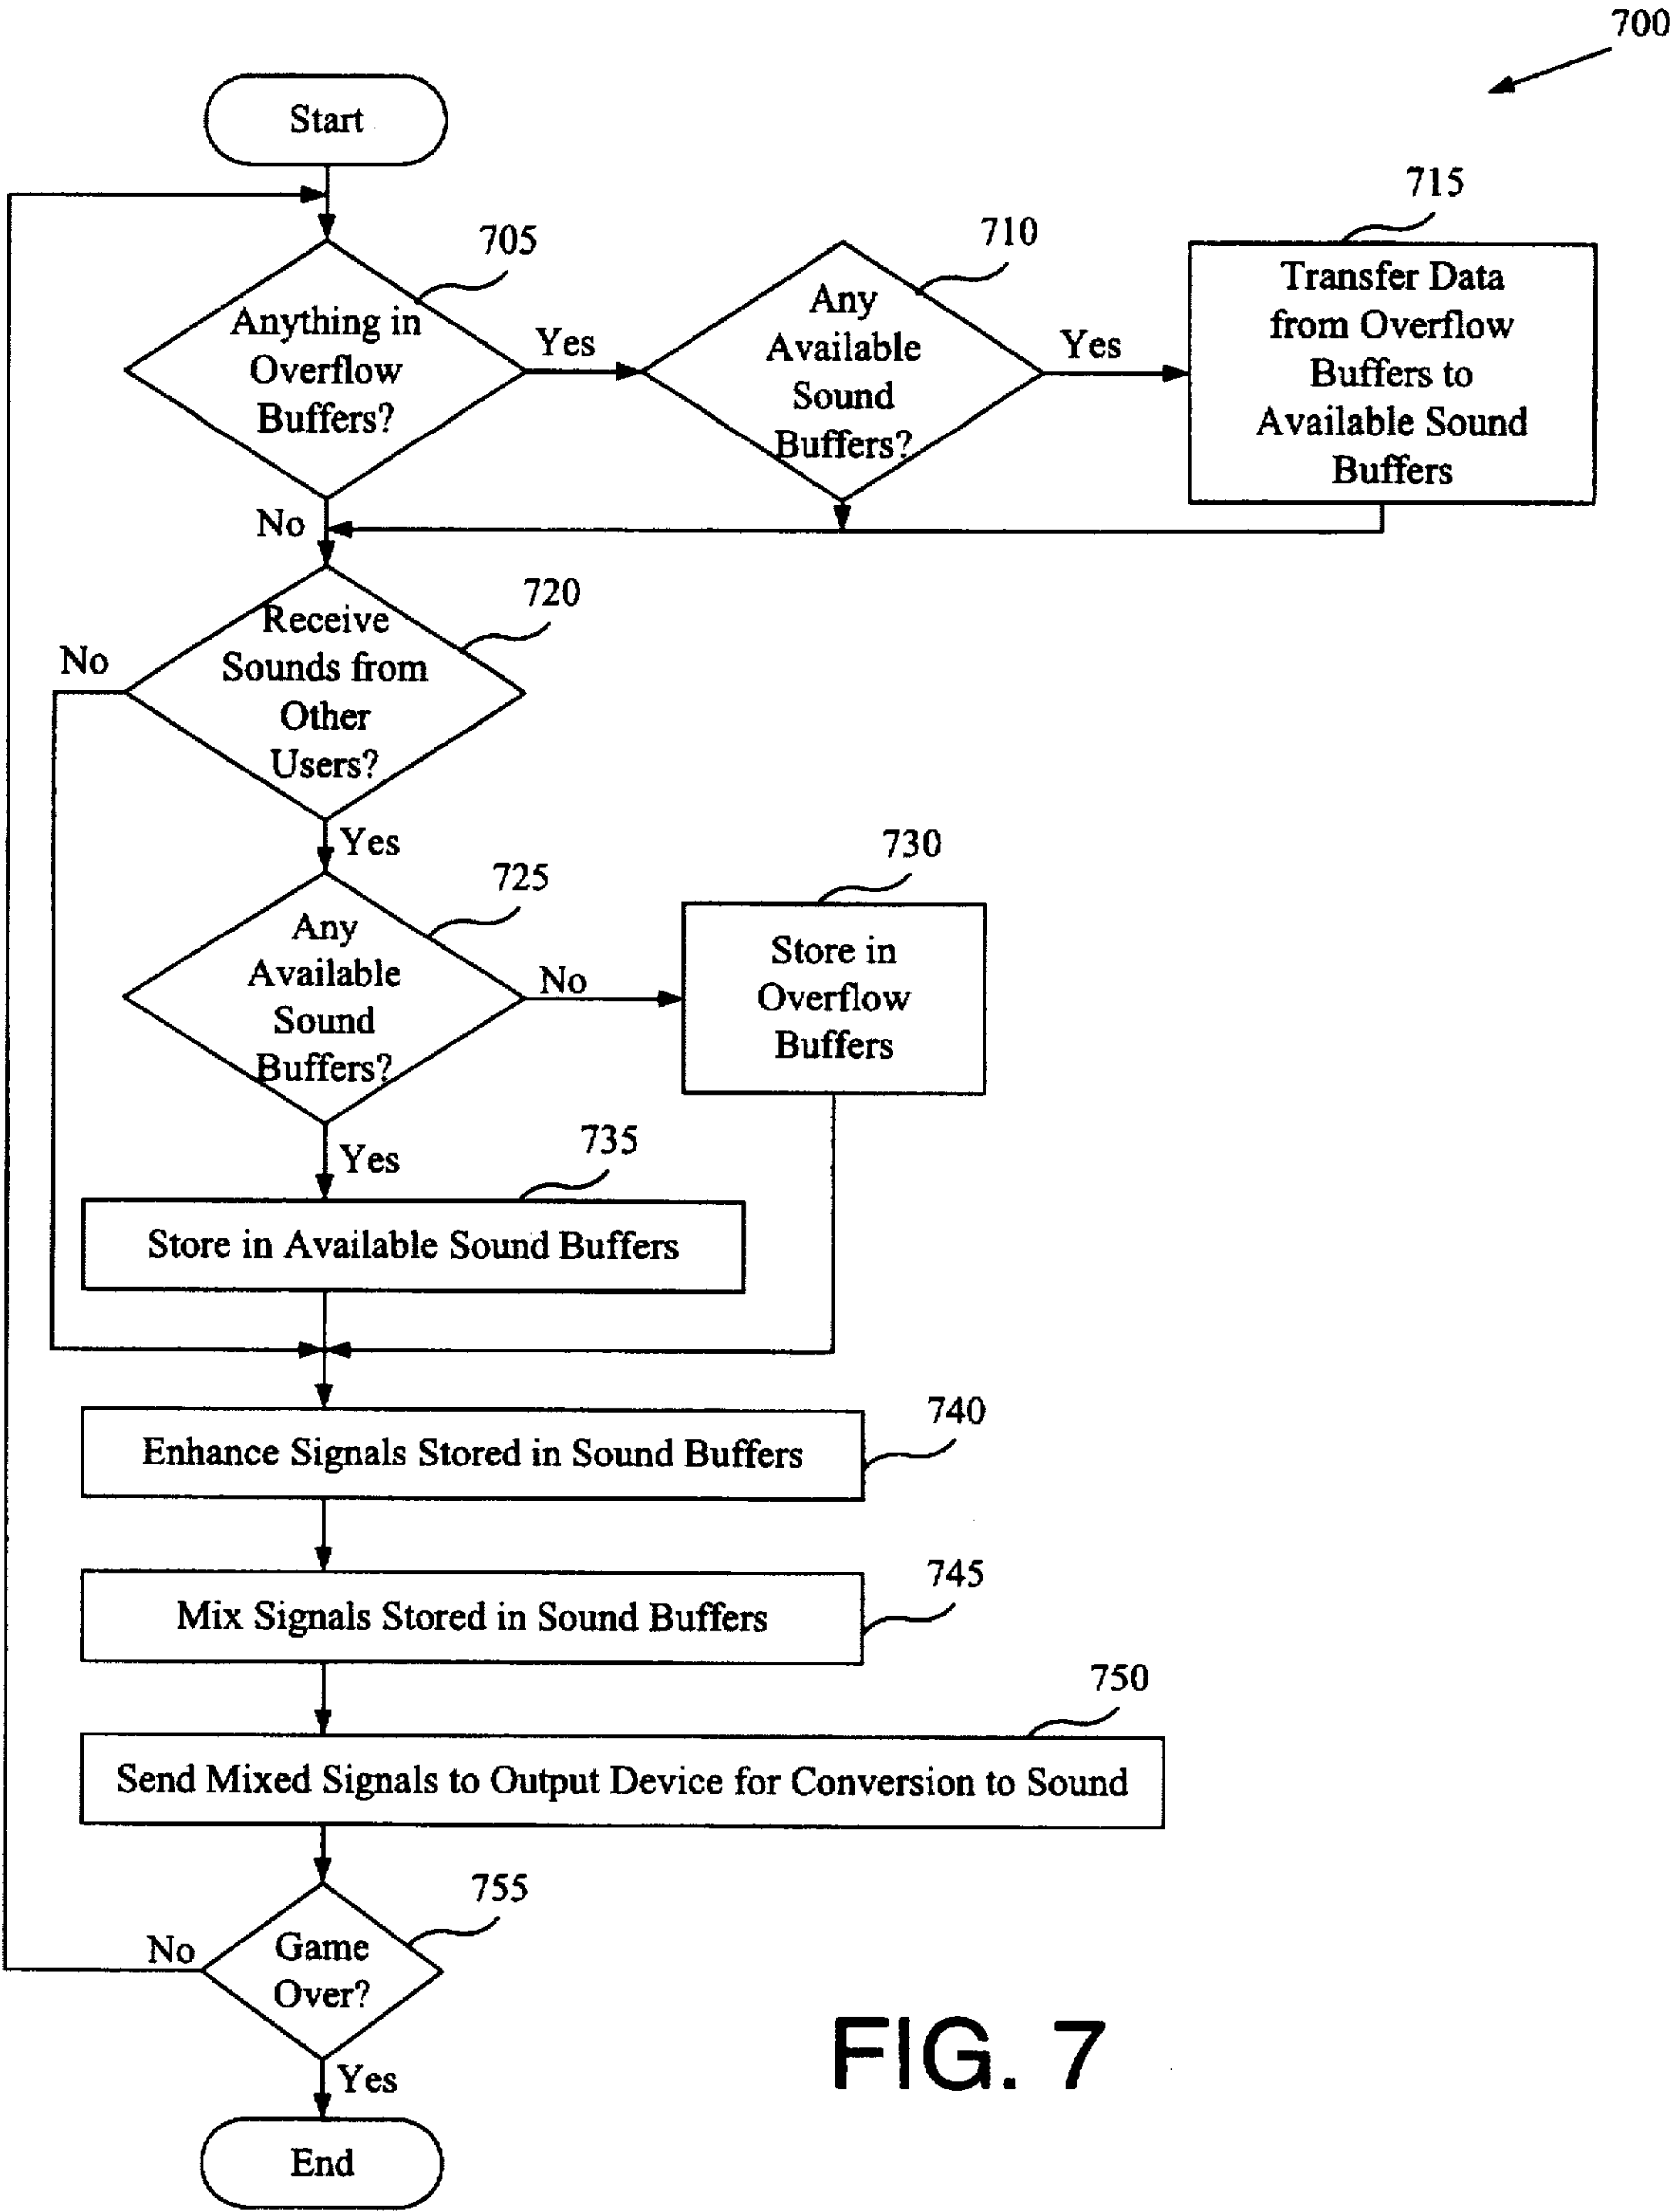 700
Start
705
Anything in
Overflow
Buffers?
Yes
710
Any
Available
Sound
Buffers?
Yes
715
Transfer Data
from Overflow
Buffers to
Available Sound
Buffers
No
720
Receive
Sounds from
Other
Users?
No
Yes
725
Any
Available
Sound
Buffers?
No
730
Store in
Overflow
Buffers
Yes
735
Store in Available Sound Buffers
740
Enhance Signals Stored in Sound Buffers
745
Mix Signals Stored in Sound Buffers
750
Send Mixed Signals to Output Device for Conversion to Sound
755
Game
Over?
No
Yes
End
FIG. 7